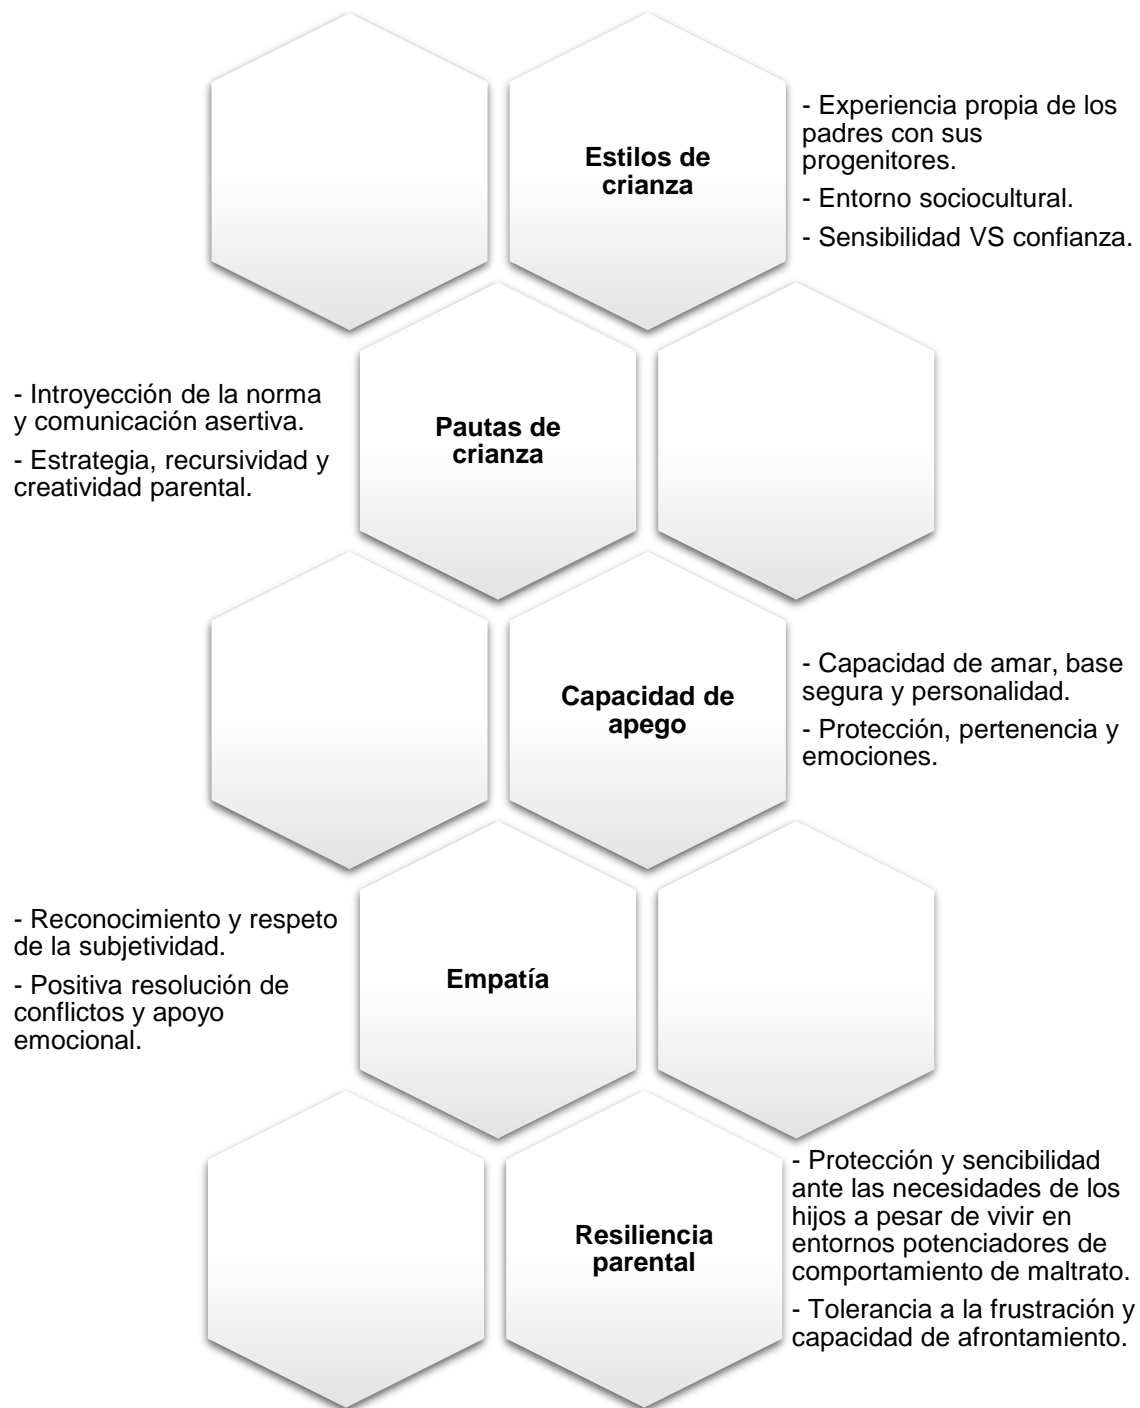 Estilos de
crianza
- Experiencia propia de los
padres con sus
progenitores.
- Entorno sociocultural.
- Sensibilidad VS confianza.
Pautas de
crianza
- Introyección de la norma
y comunicación asertiva.
- Estrategia, recursividad y
creatividad parental.
Capacidad de
apego
- Capacidad de amar, base
segura y personalidad.
- Protección, pertenencia y
emociones.
Empatía
- Reconocimiento y respeto
de la subjetividad.
- Positiva resolución de
conflictos y apoyo
emocional.
Resiliencia
parental
- Protección y sencibilidad
ante las necesidades de los
hijos a pesar de vivir en
entornos potenciadores de
comportamiento de maltrato.
- Tolerancia a la frustración y
capacidad de afrontamiento.